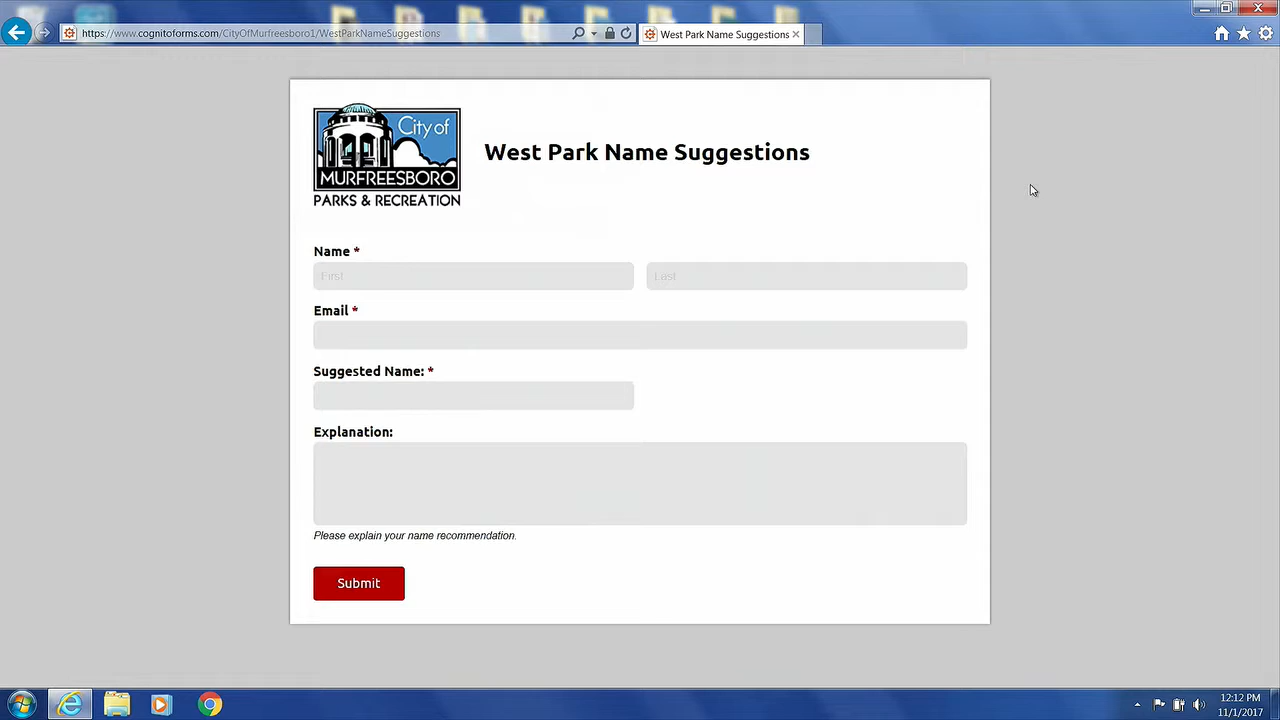 https://www.cognitoforms.com/CityOfMurfreesboro1/WestParkNameSuggestions
West Park Name Suggestions
City of
MURFREESBORO
PARKS & RECREATION
West Park Name Suggestions
Name *
First
Last
Email *
Suggested Name: *
Explanation:
Please explain your name recommendation.
Submit
12:12 PM
11/1/2017